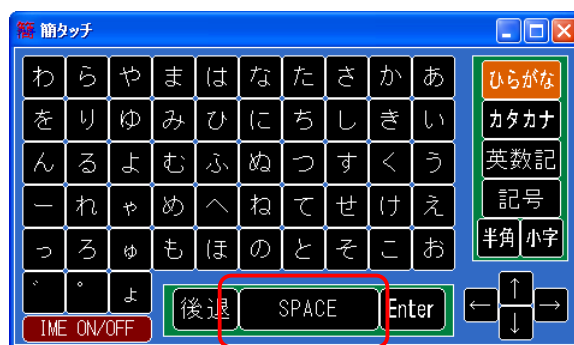 簡 簡タッチ
わ らや ま は な た さ か あ ひらがな
を り ゆ み ひ に ち し き い カタカナ
ん る よ む ふ ぬ つ す く う 英数記
ー れ ゃ め へ ね て せ け え 記号
っ ろ ゅ も ほ の と そ こ お 半角 小字
゛ ゜ ょ 後退 SPACE Enter ← ↑ →
IME ON/OFF ↓